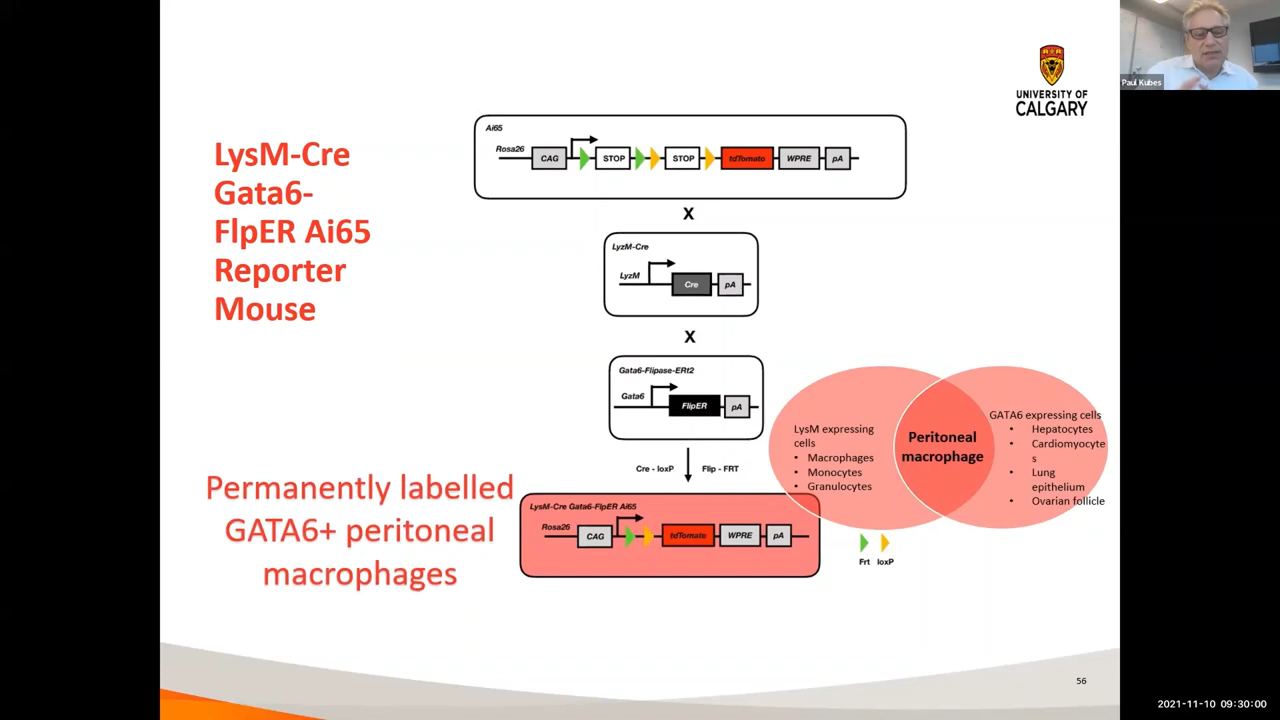 Paul Kubes
UNIVERSITY OF
CALGARY
LysM-Cre
Gata6-
FlpER Ai65
Reporter
Mouse
Ai65
Rosa26
CAG
STOP
STOP
tdTomato
WPRE
pA
X
LyzM-Cre
LyzM
Cre
pA
X
Gata6-Flipase-ERt2
Gata6
FlipER
pA
Cre - loxP
Flip - FRT
LysM-Cre Gata6-FlpER Ai65
Rosa26
CAG
tdTomato
WPRE
pA
LysM expressing
cells
• Macrophages
• Monocytes
• Granulocytes
Peritoneal
macrophage
GATA6 expressing cells
• Hepatocytes
• Cardiomyocyte
s
• Lung
epithelium
• Ovarian follicle
Frt
loxP
Permanently labelled
GATA6+ peritoneal
macrophages
56
2021-11-10 09:30:00